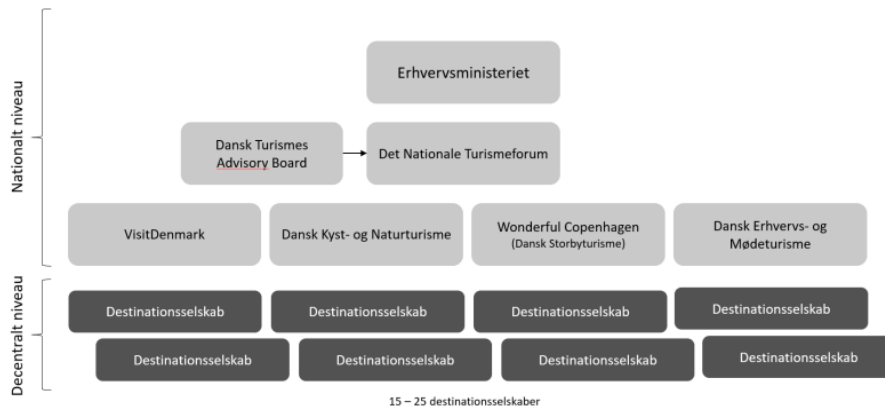 Nationalt niveau
Erhvervsministeriet
Dansk Turismes
Advisory Board
Det Nationale Turismeforum
VisitDenmark
Dansk Kyst- og Naturturisme
Wonderful Copenhagen
(Dansk Storbyturisme)
Dansk Erhvervs- og
Mødeturisme
Decentralt niveau
Destinationsselskab
Destinationsselskab
Destinationsselskab
Destinationsselskab
Destinationsselskab
Destinationsselskab
Destinationsselskab
Destinationsselskab
15 – 25 destinationsselskaber